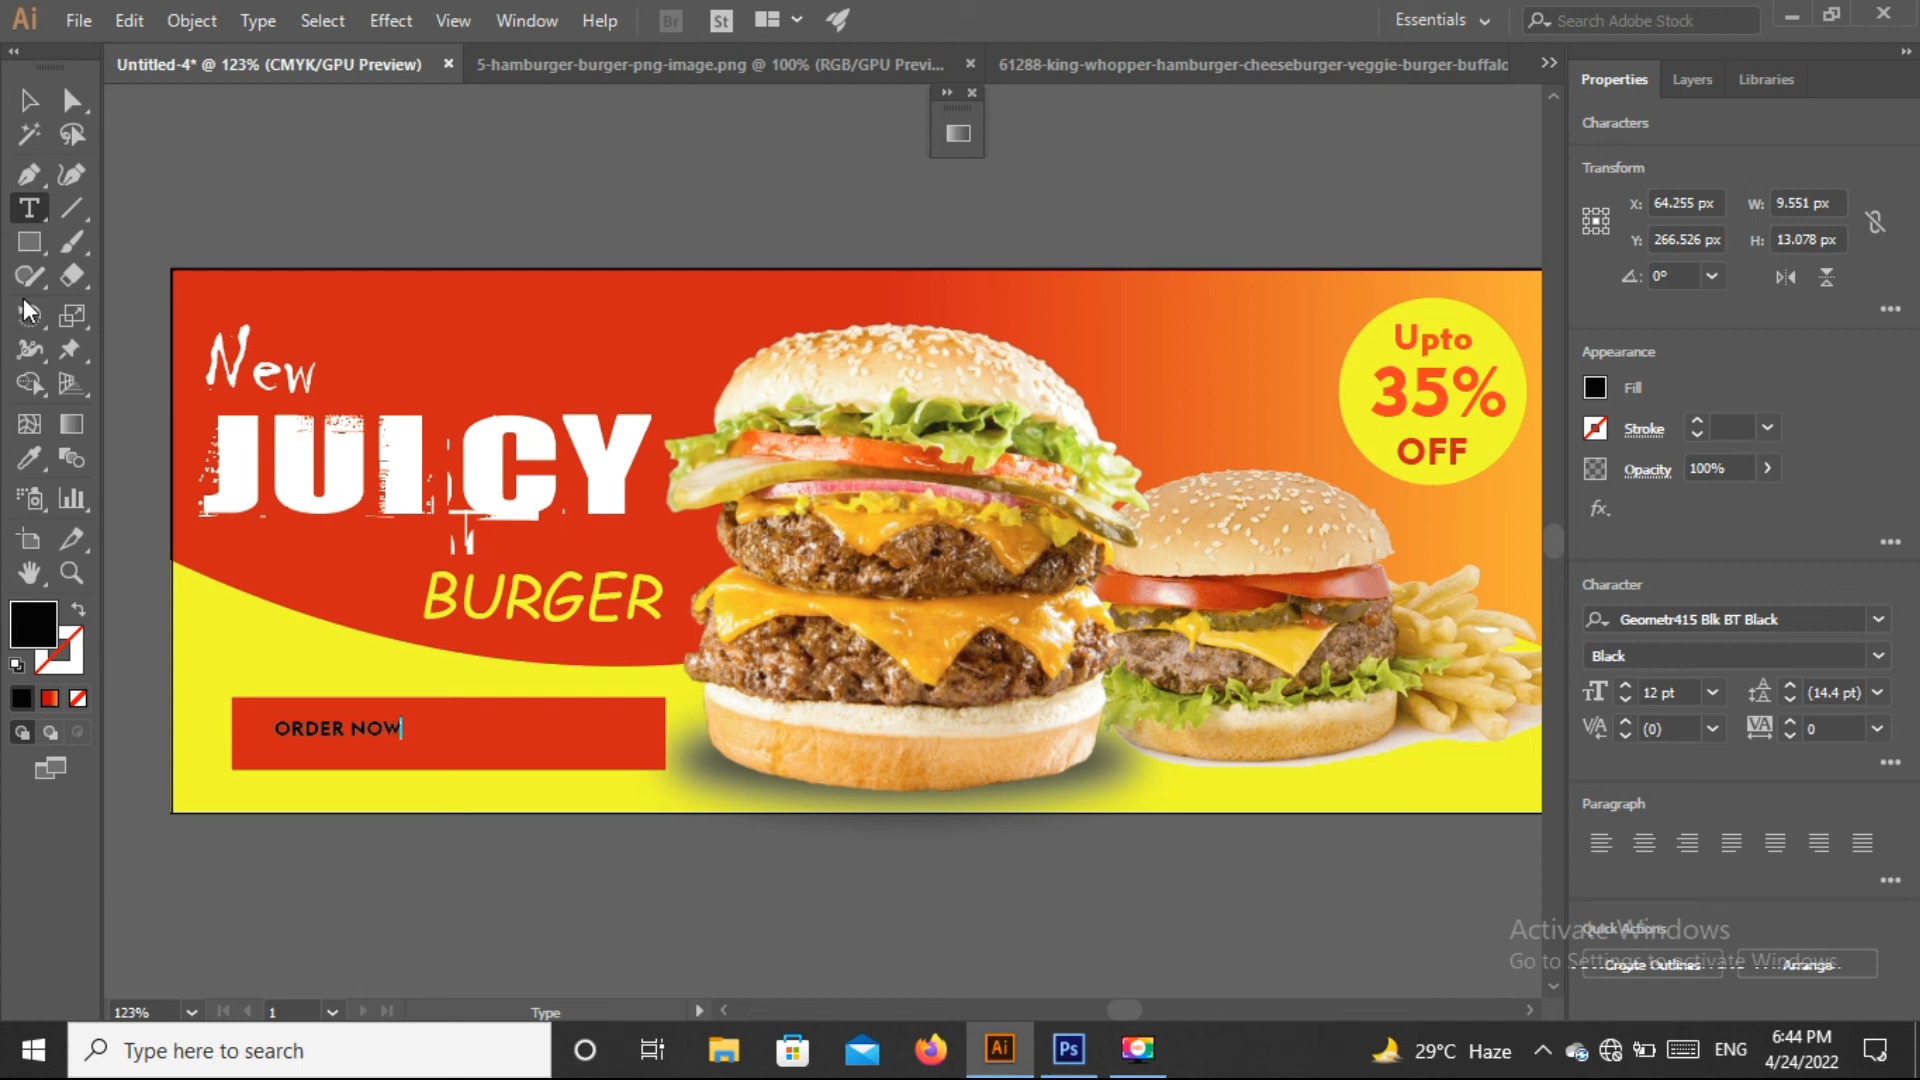 Ai File Edit Object Type Select Effect View Window Help Br St Essentials Search Adobe Stock
Untitled-4* @ 123% (CMYK/GPU Preview) 5-hamburger-burger-png-image.png @ 100% (RGB/GPU Previ... 61288-king-whopper-hamburger-cheeseburger-veggie-burger-buffalo
Properties Layers Libraries
Characters
Transform
X: 64.255 px W: 9.551 px
Y: 266.526 px H: 13.078 px
0°
Appearance
Fill
Stroke
Opacity 100%
fx.
Character
Geometr415 Blk BT Black
Black
12 pt (14.4 pt)
(0) 0
Paragraph
Quick Actions
Create Outlines Arrange
New
JUICY
BURGER
ORDER NOW
Upto
35%
OFF
Activate Windows
Go to Settings to activate Windows.
123% 1 Type
Type here to search
Ai Ps
29°C Haze ENG
6:44 PM
4/24/2022